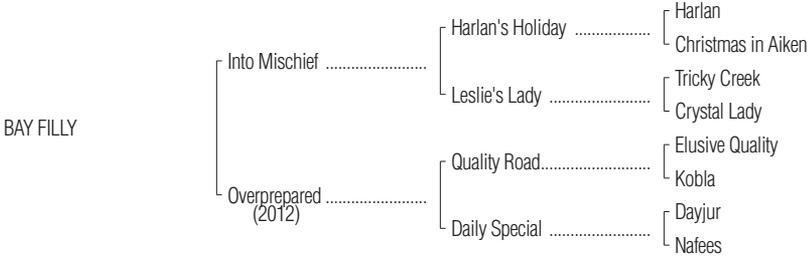 Harlan
Harlan's Holiday ..................
Christmas in Aiken
Into Mischief ........................
Tricky Creek
Leslie's Lady ........................
Crystal Lady
BAY FILLY
Elusive Quality
Quality Road..........................
Kobla
Overprepared ........................
(2012)
Dayjur
Daily Special ........................
Nafees